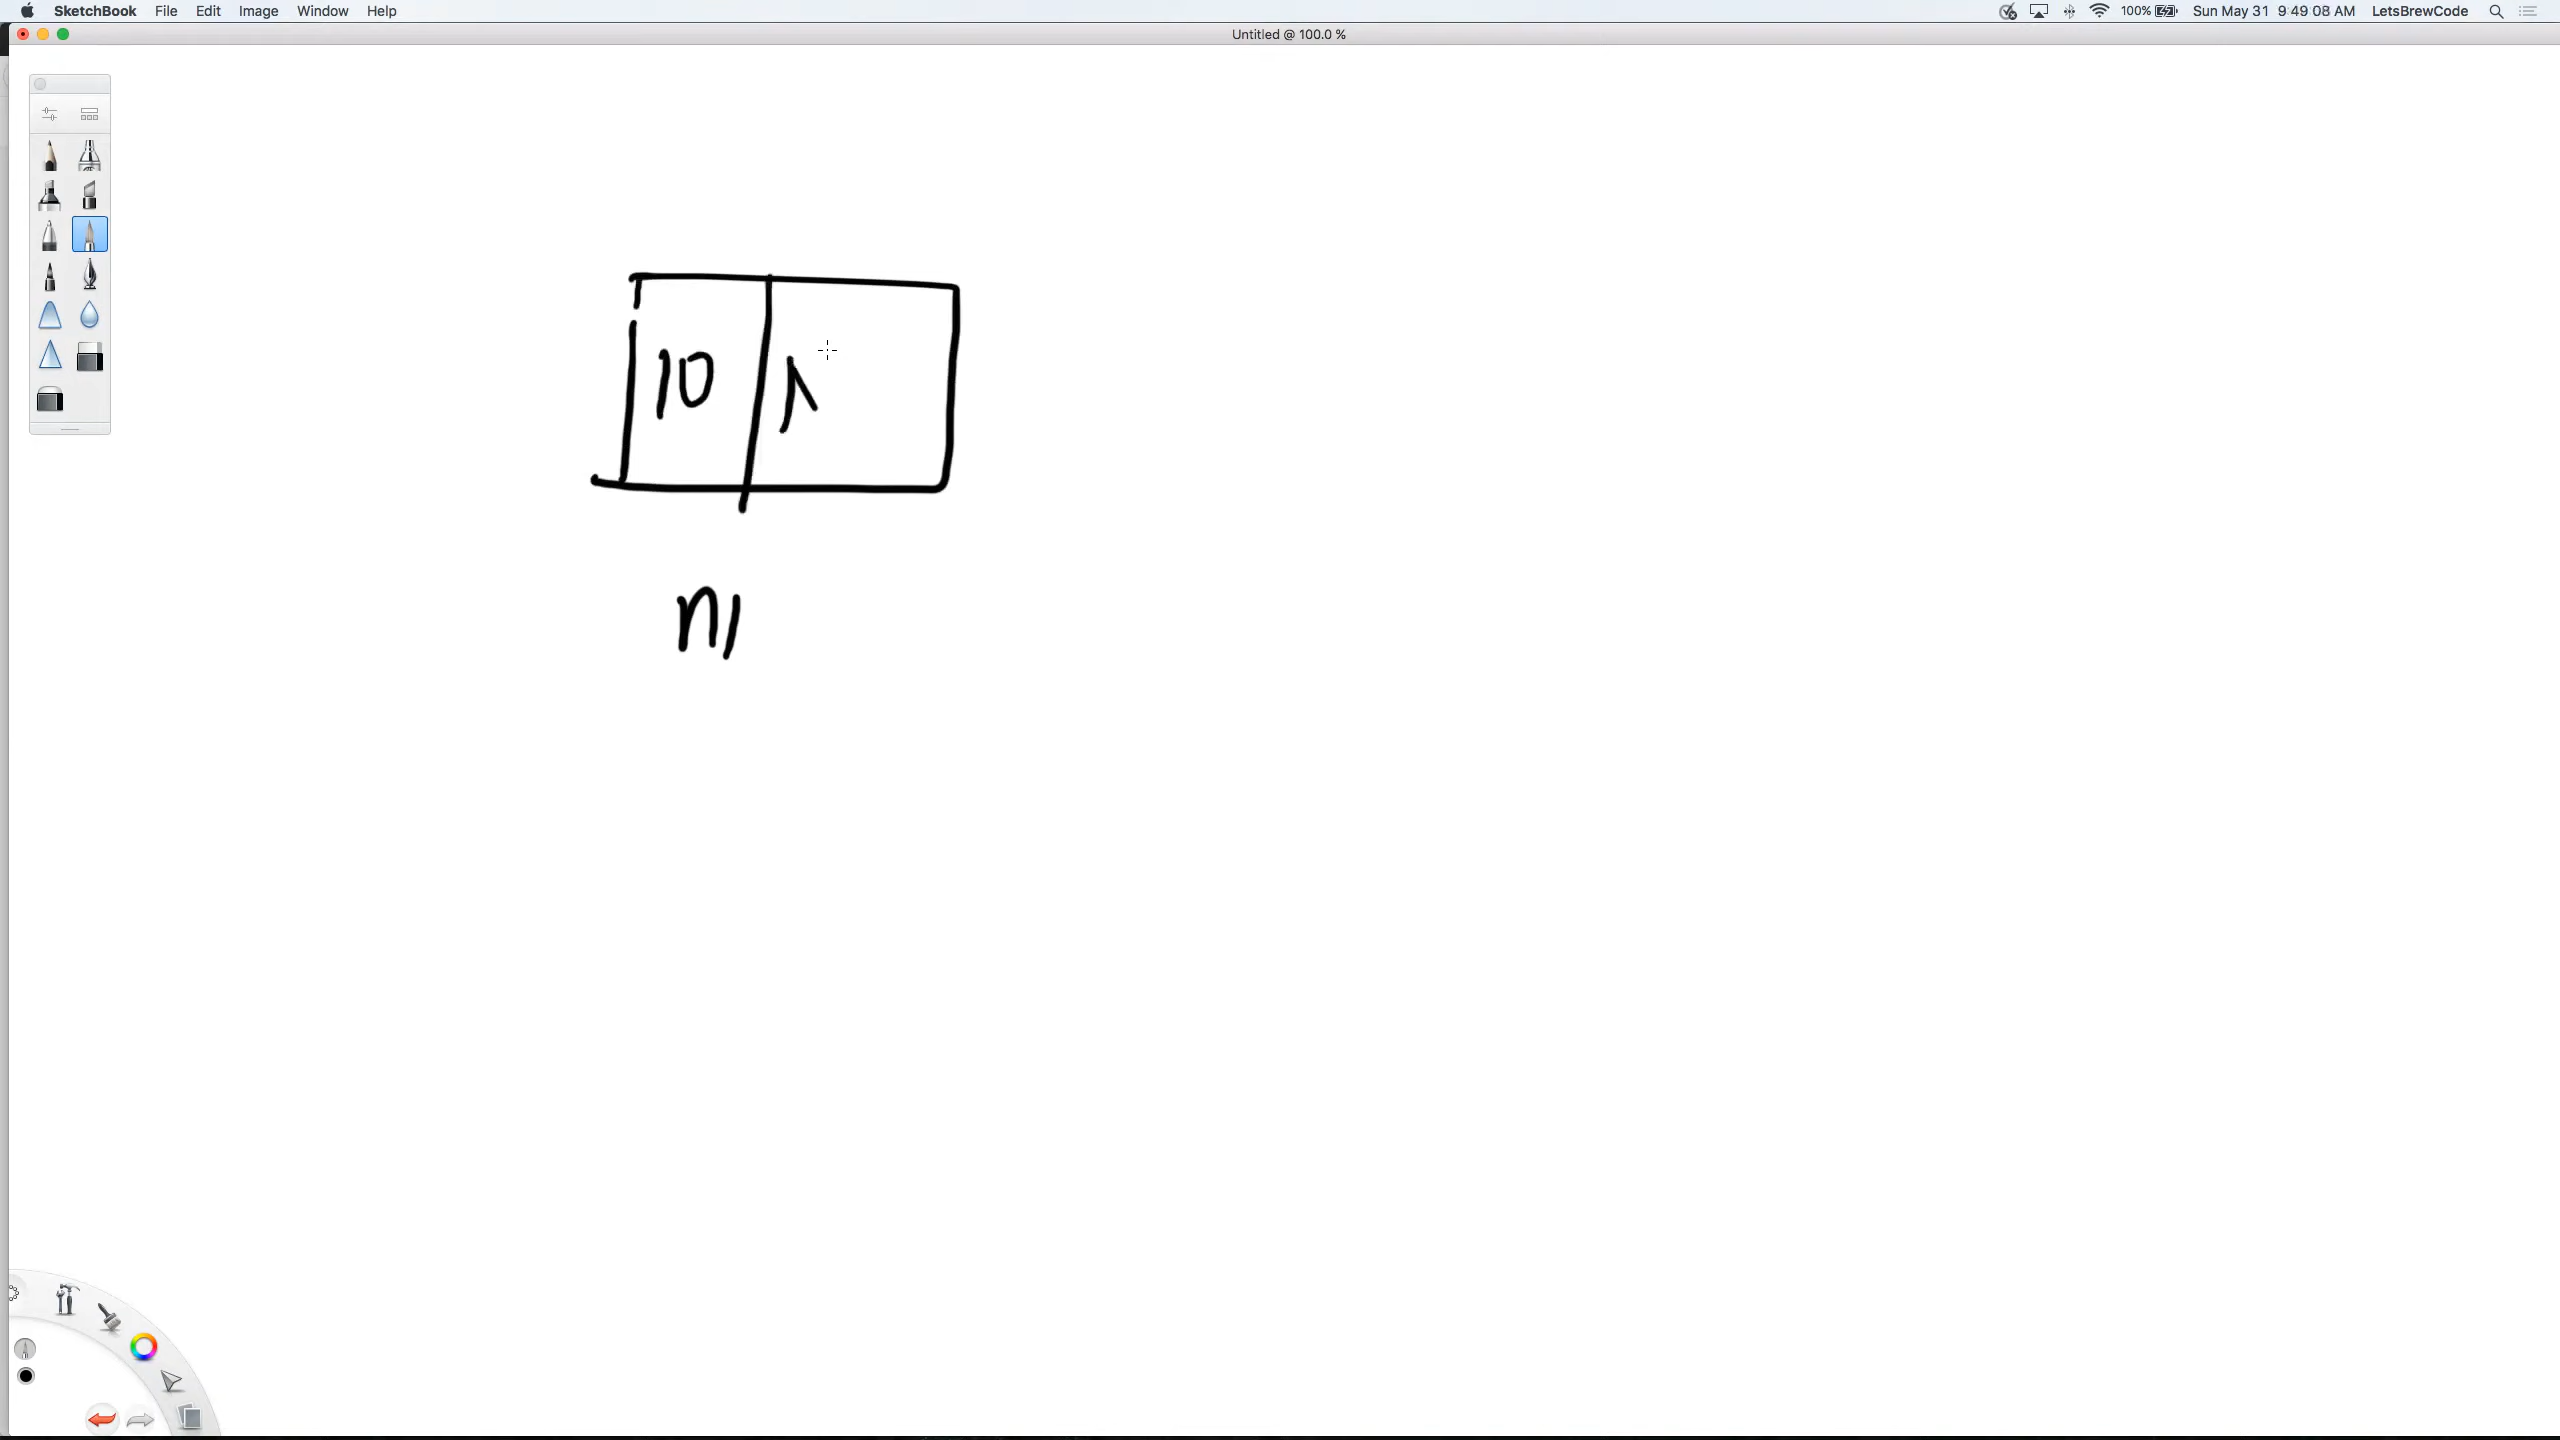 SketchBook File Edit Image Window Help 100% Sun May 31 9:49:08 AM LetsBrewCode
Untitled @ 100.0 %
10
n1